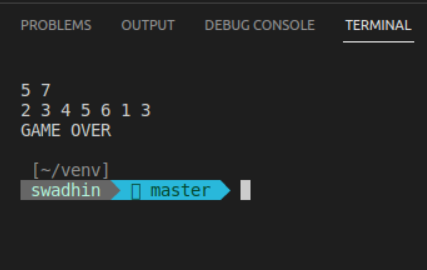 PROBLEMS OUTPUT DEBUG CONSOLE TERMINAL
5 7
2 3 4 5 6 1 3
GAME OVER
[~/venv]
swadhin master